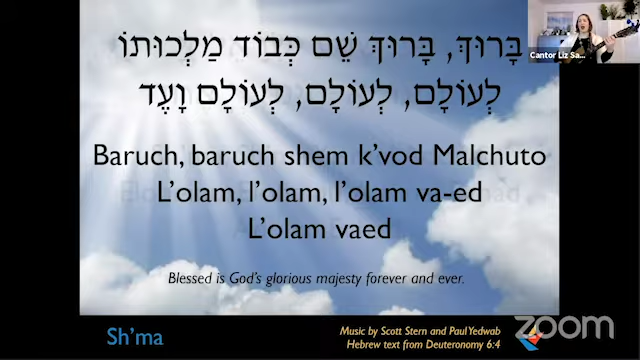 בָּרוּךְ, בָּרוּךְ שֵׁם כְּבוֹד מַלְכוּתוֹ
לְעוֹלָם, לְעוֹלָם, לְעוֹלָם וָעֶד
Baruch, baruch shem k’vod Malchuto
L’olam, l’olam, l’olam va-ed
L’olam vaed
Blessed is God’s glorious majesty forever and ever.
Cantor Liz Sa...
Sh’ma
Music by Scott Stern and Paul Yedwab
Hebrew text from Deuteronomy 6:4
zoom